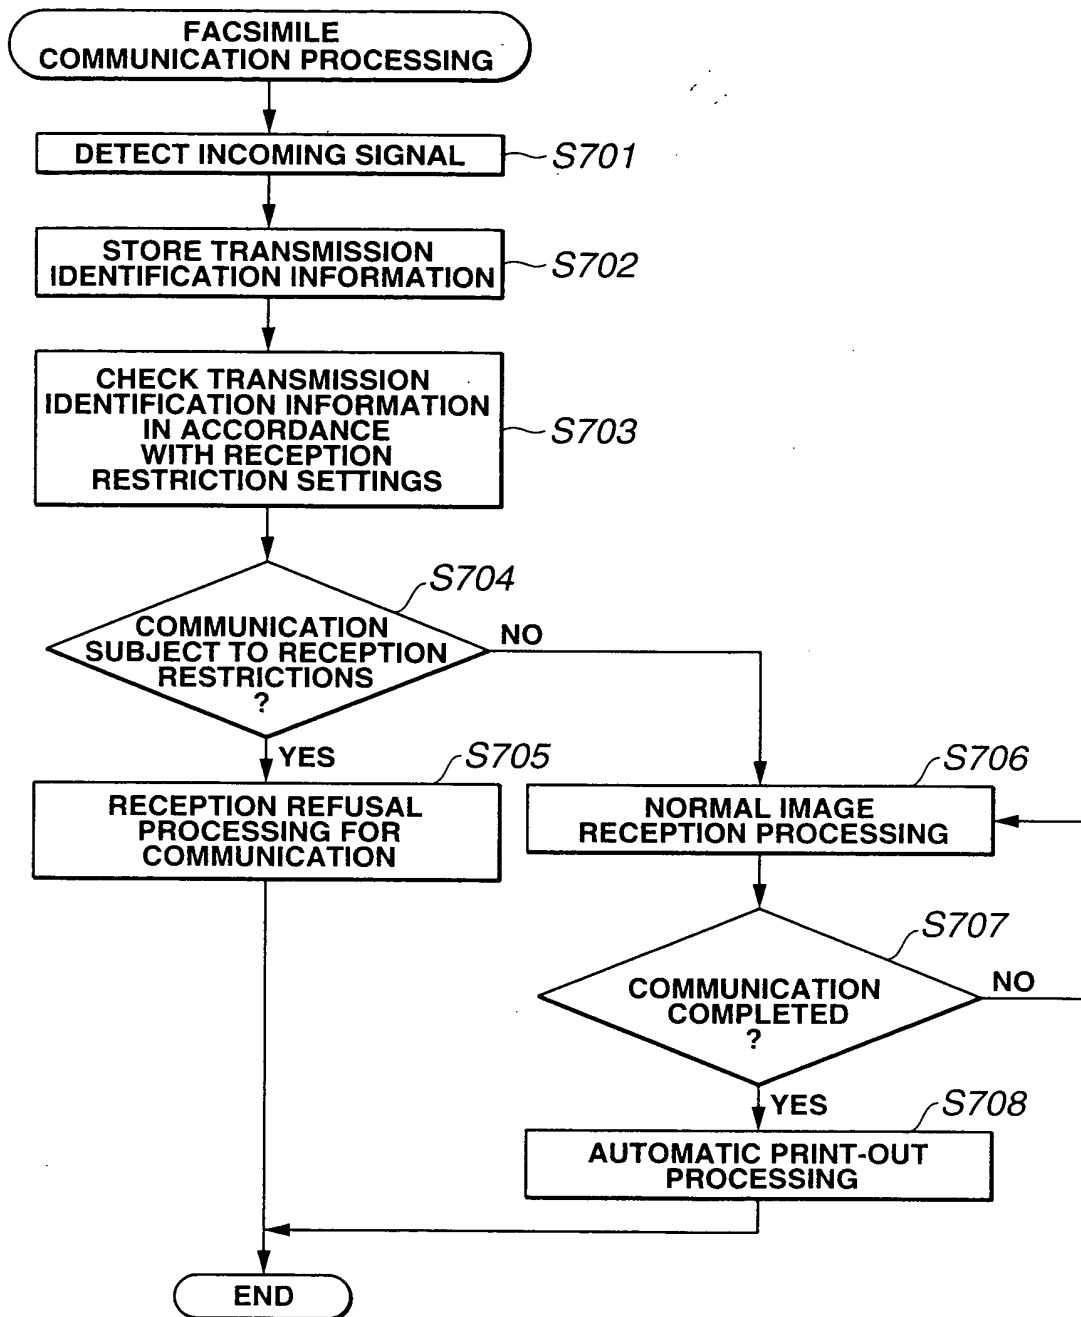 FACSIMILE
COMMUNICATION PROCESSING
DETECT INCOMING SIGNAL
S701
STORE TRANSMISSION
IDENTIFICATION INFORMATION
S702
CHECK TRANSMISSION
IDENTIFICATION INFORMATION
IN ACCORDANCE
WITH RECEPTION
RESTRICTION SETTINGS
S703
S704
COMMUNICATION
SUBJECT TO RECEPTION
RESTRICTIONS
?
NO
YES
S705
RECEPTION REFUSAL
PROCESSING FOR
COMMUNICATION
S706
NORMAL IMAGE
RECEPTION PROCESSING
S707
COMMUNICATION
COMPLETED
?
NO
YES
S708
AUTOMATIC PRINT-OUT
PROCESSING
END